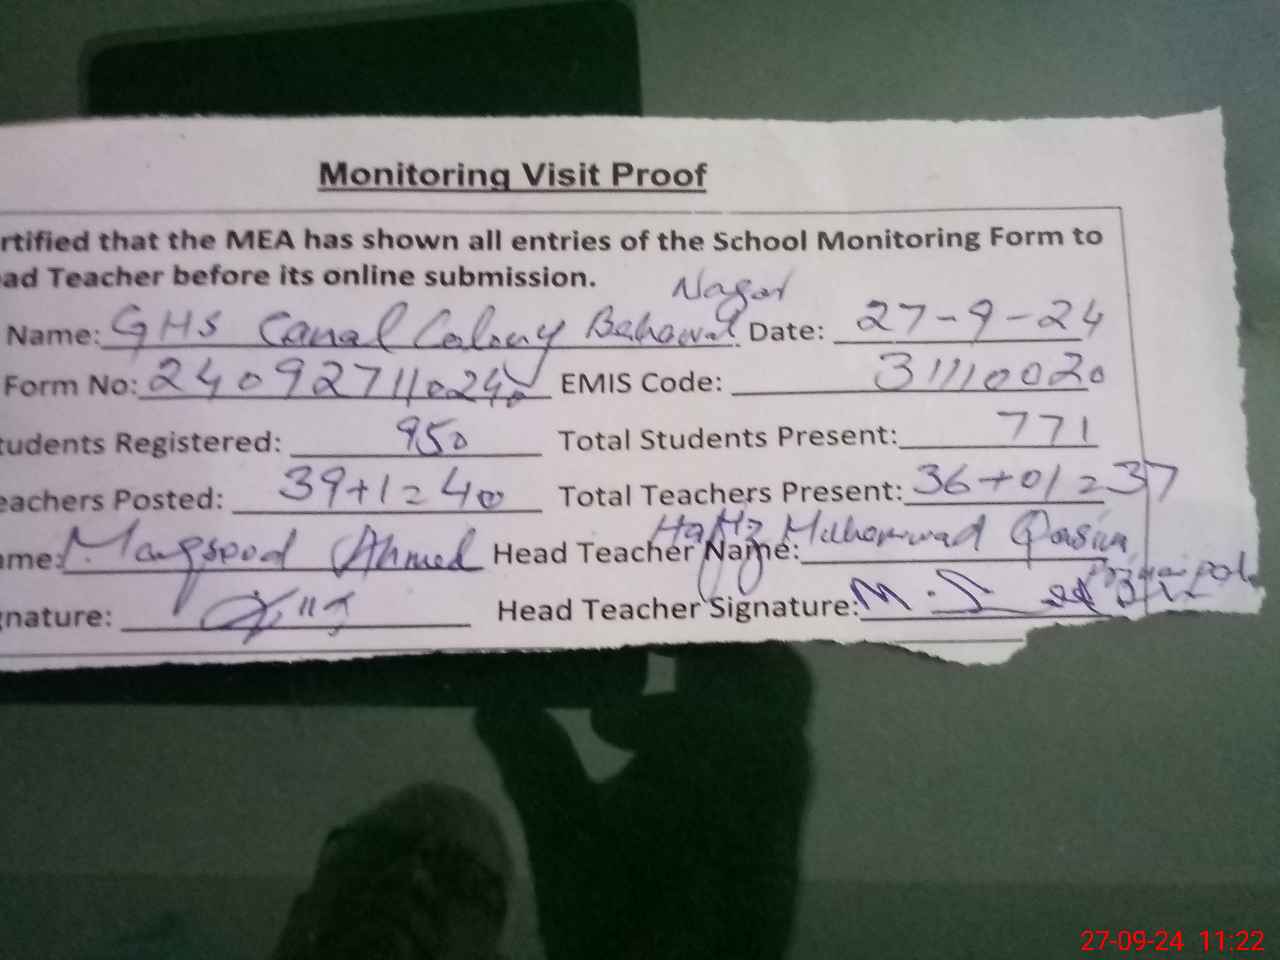 Monitoring Visit Proof
rtified that the MEA has shown all entries of the School Monitoring Form to
ad Teacher before its online submission.
Name: GHS Canal Colony Bahawal Nagar Date: 27-9-24
Form No: EMIS Code: 31110020
tudents Registered: 950 Total Students Present: 771
eachers Posted: 39+1=40 Total Teachers Present: 36+01=37
me: Maqsood Ahmed Head Teacher Name: Hafiz Muhammad Qasim
Principal
nature: Head Teacher Signature:
27-09-24 11:22